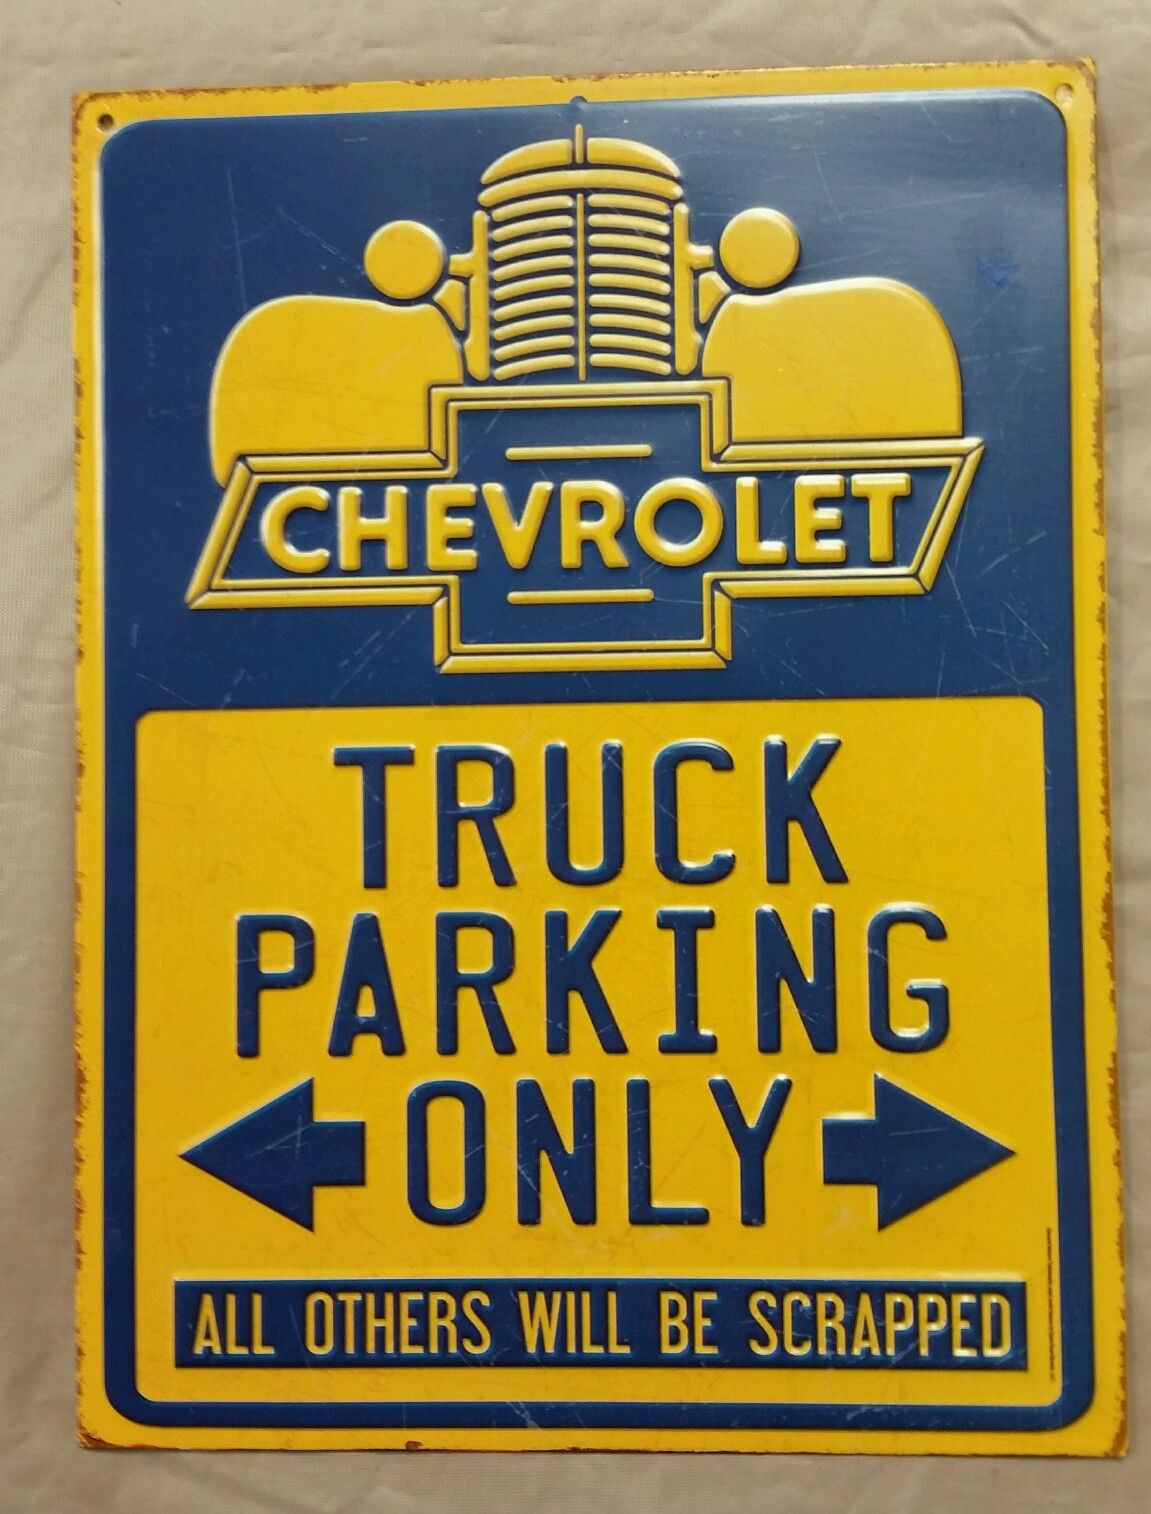 CHEVROLET
TRUCK
PARKING
ONLY
ALL OTHERS WILL BE SCRAPPED